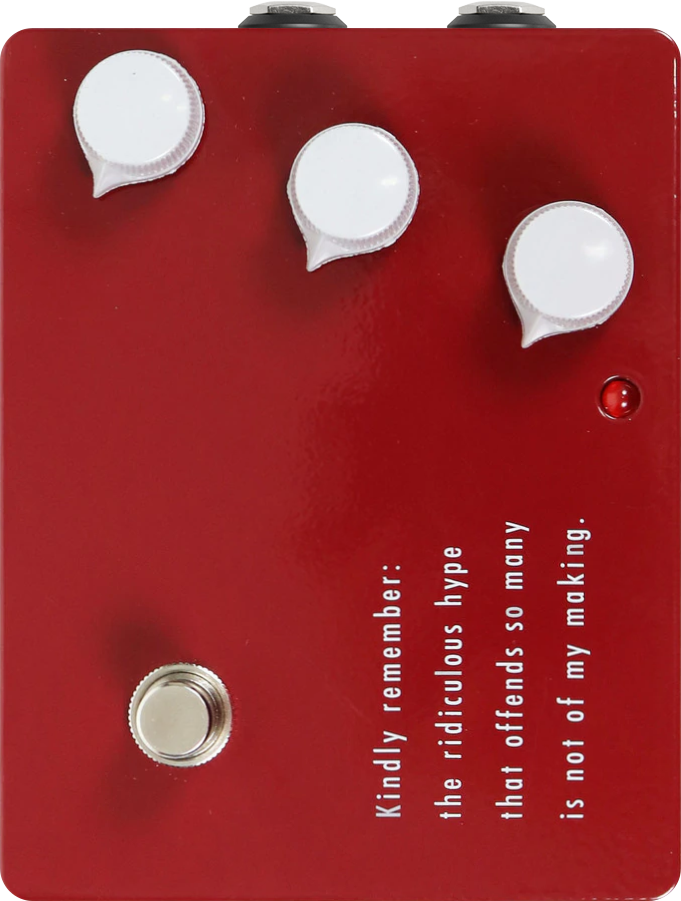 Kindly remember:
the ridiculous hype
that offends so many
is not of my making.